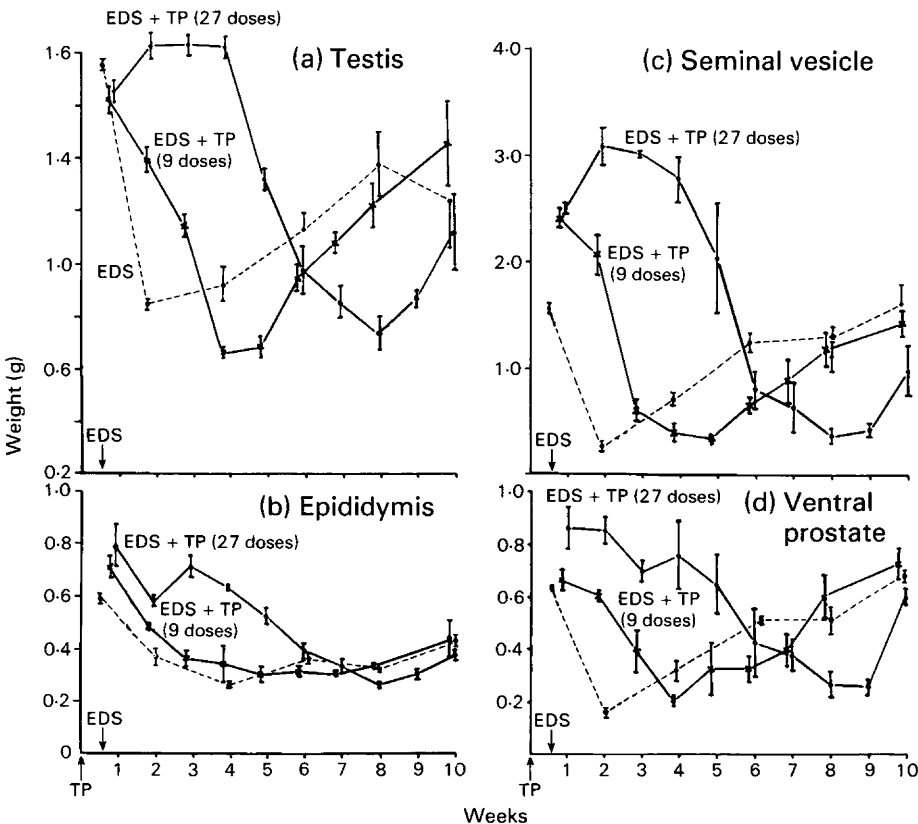 EDS + TP (27 doses)
(a) Testis
1·6
1·4
1·0
0·6
0·2
EDS + TP
(9 doses)
EDS
EDS
Weight (g)
(c) Seminal vesicle
4·0
3·0
2·0
1·0
EDS + TP (27 doses)
EDS + TP
(9 doses)
EDS
(b) Epididymis
1·0
0·8
0·6
0·4
0·2
0
EDS + TP (27 doses)
EDS + TP
(9 doses)
EDS
TP
1 2 3 4 5 6 7 8 9 10
(d) Ventral
prostate
1·0
0·8
0·6
0·4
0·2
EDS + TP (27 doses)
EDS + TP
(9 doses)
EDS
TP
1 2 3 4 5 6 7 8 9 10
Weeks